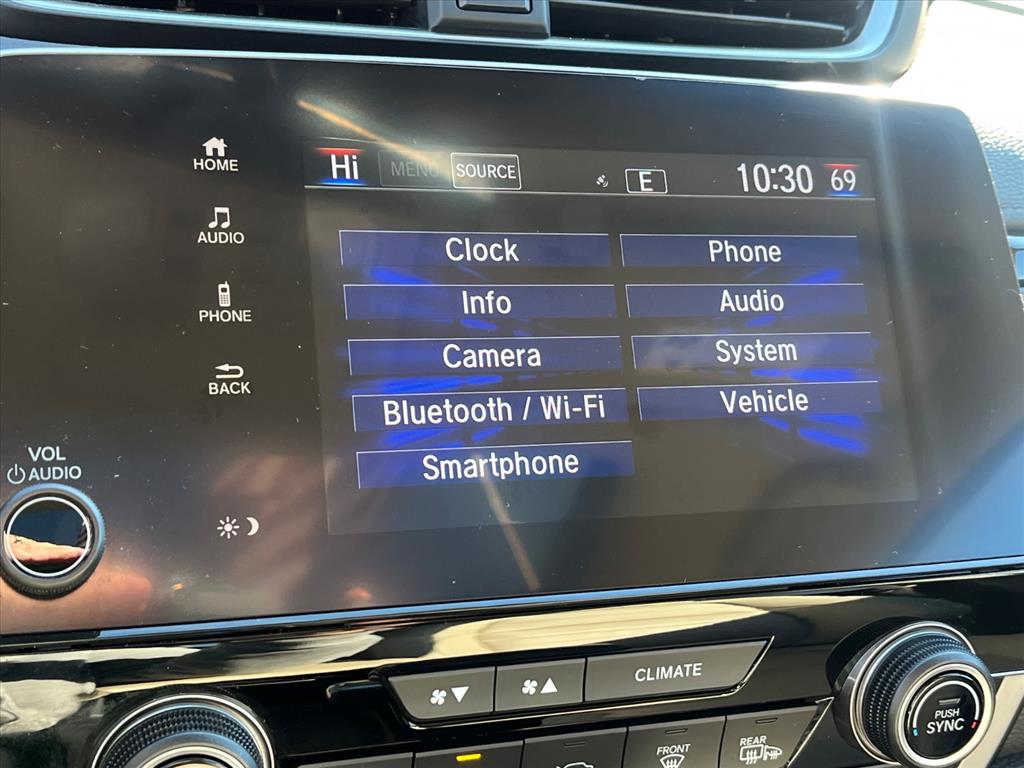 HOME
AUDIO
PHONE
BACK
VOL
AUDIO
Hi MENU SOURCE E 10:30 69
Clock Phone
Info Audio
Camera System
Bluetooth / Wi-Fi Vehicle
Smartphone
CLIMATE
PUSH
SYNC
FRONT
REAR